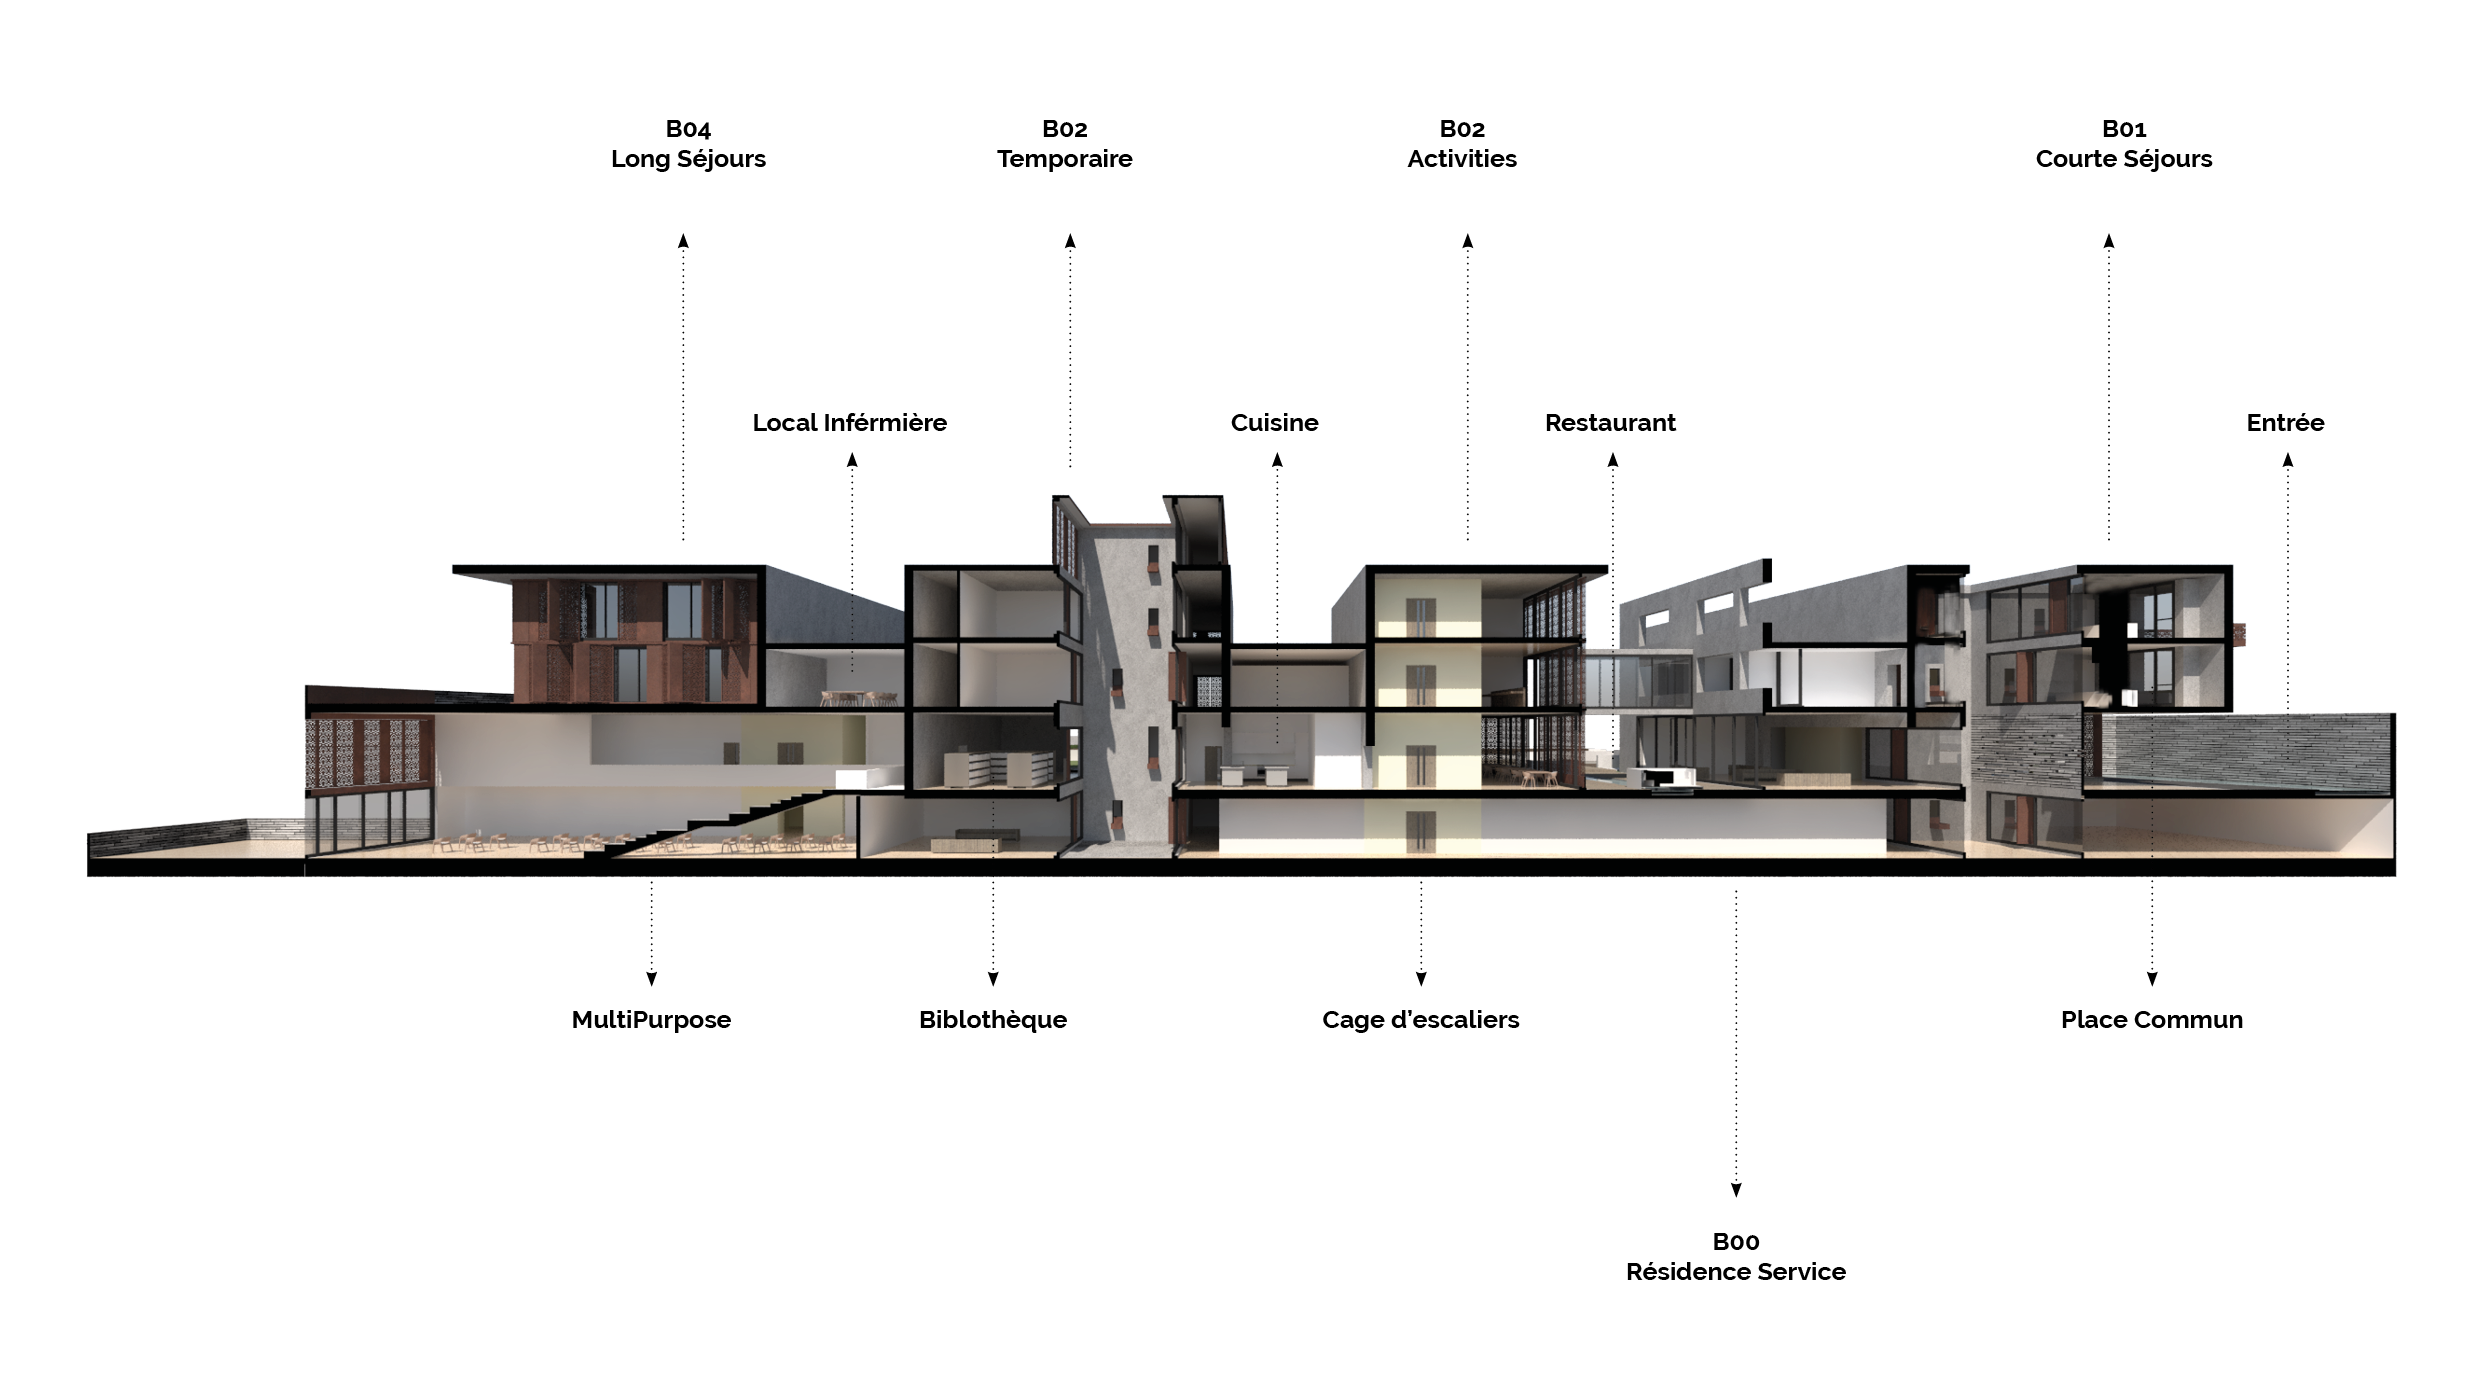 B04
Long Séjours
B02
Temporaire
B02
Activities
B01
Courte Séjours
Local Inférmière
Cuisine
Restaurant
Entrée
MultiPurpose
Biblothèque
Cage d’escaliers
Place Commun
B00
Résidence Service